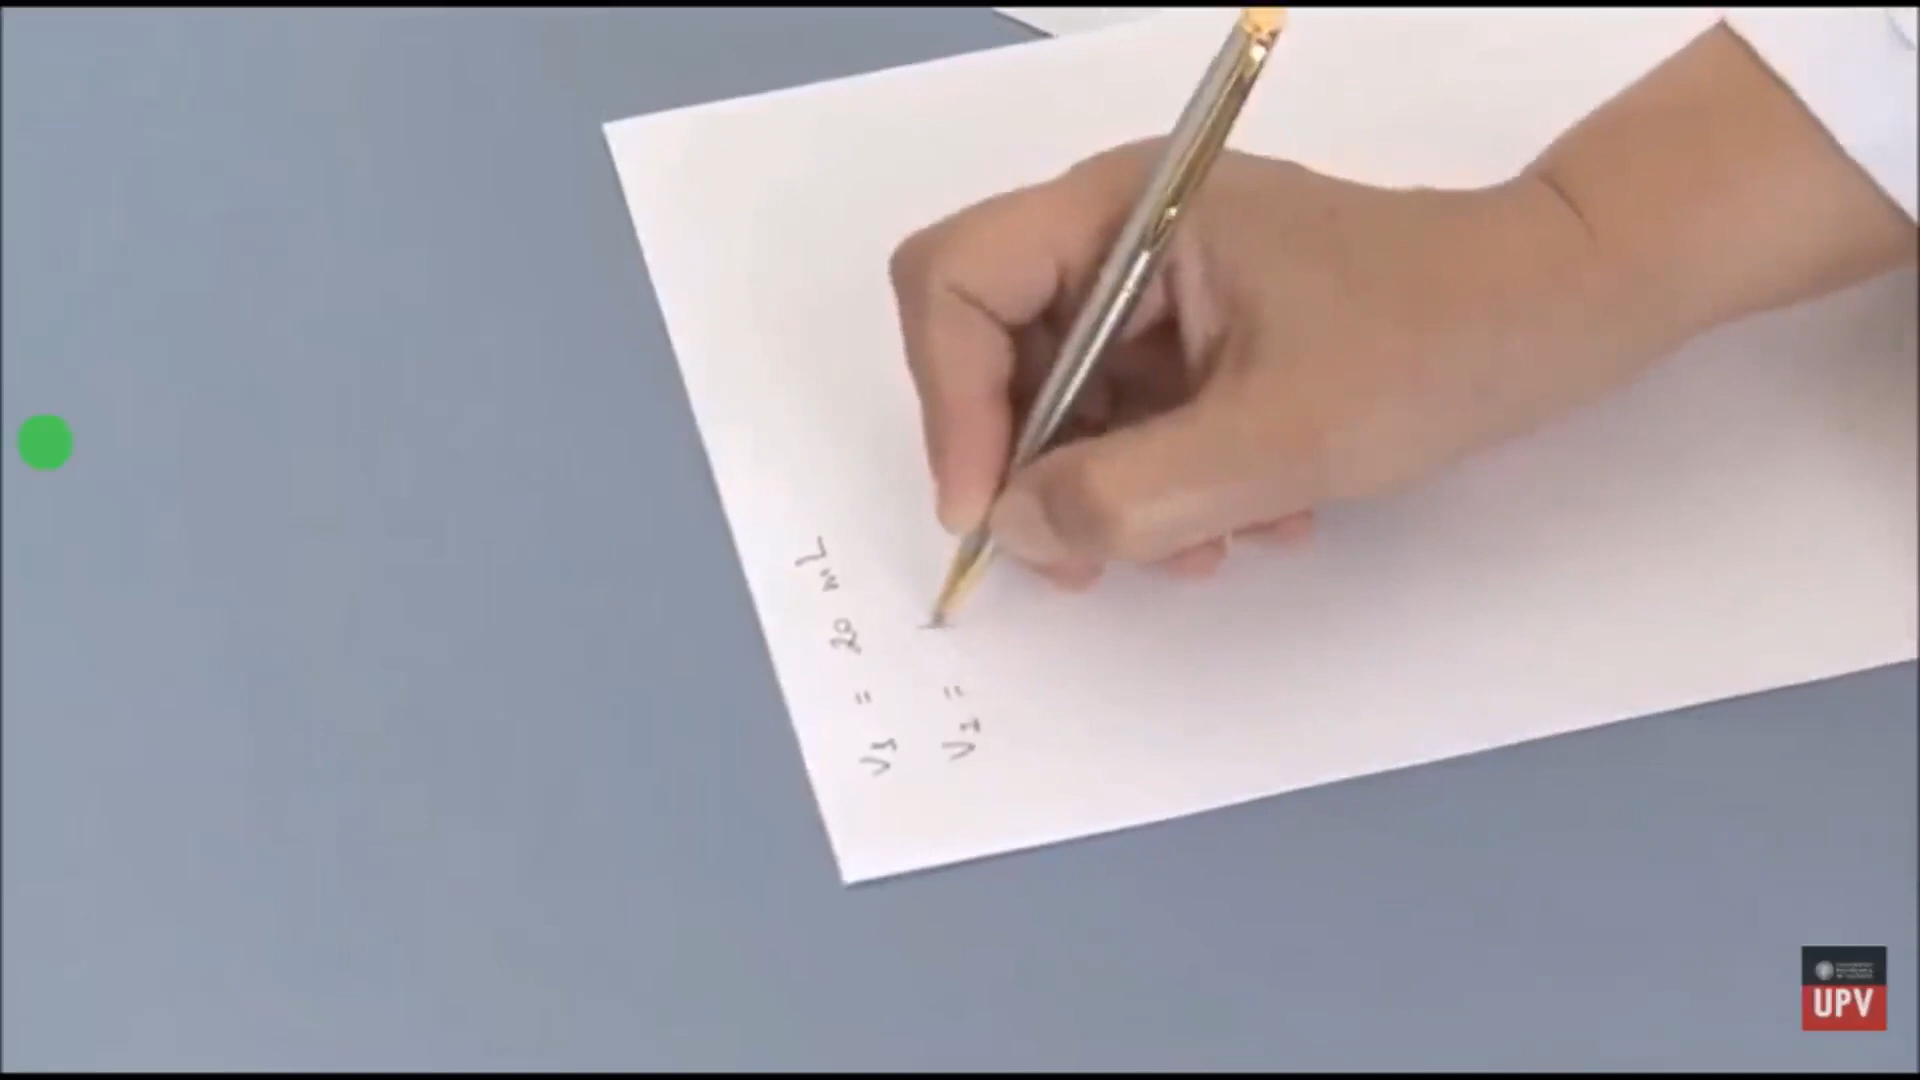 V₁ = 20 mL
V₂ =
UPV